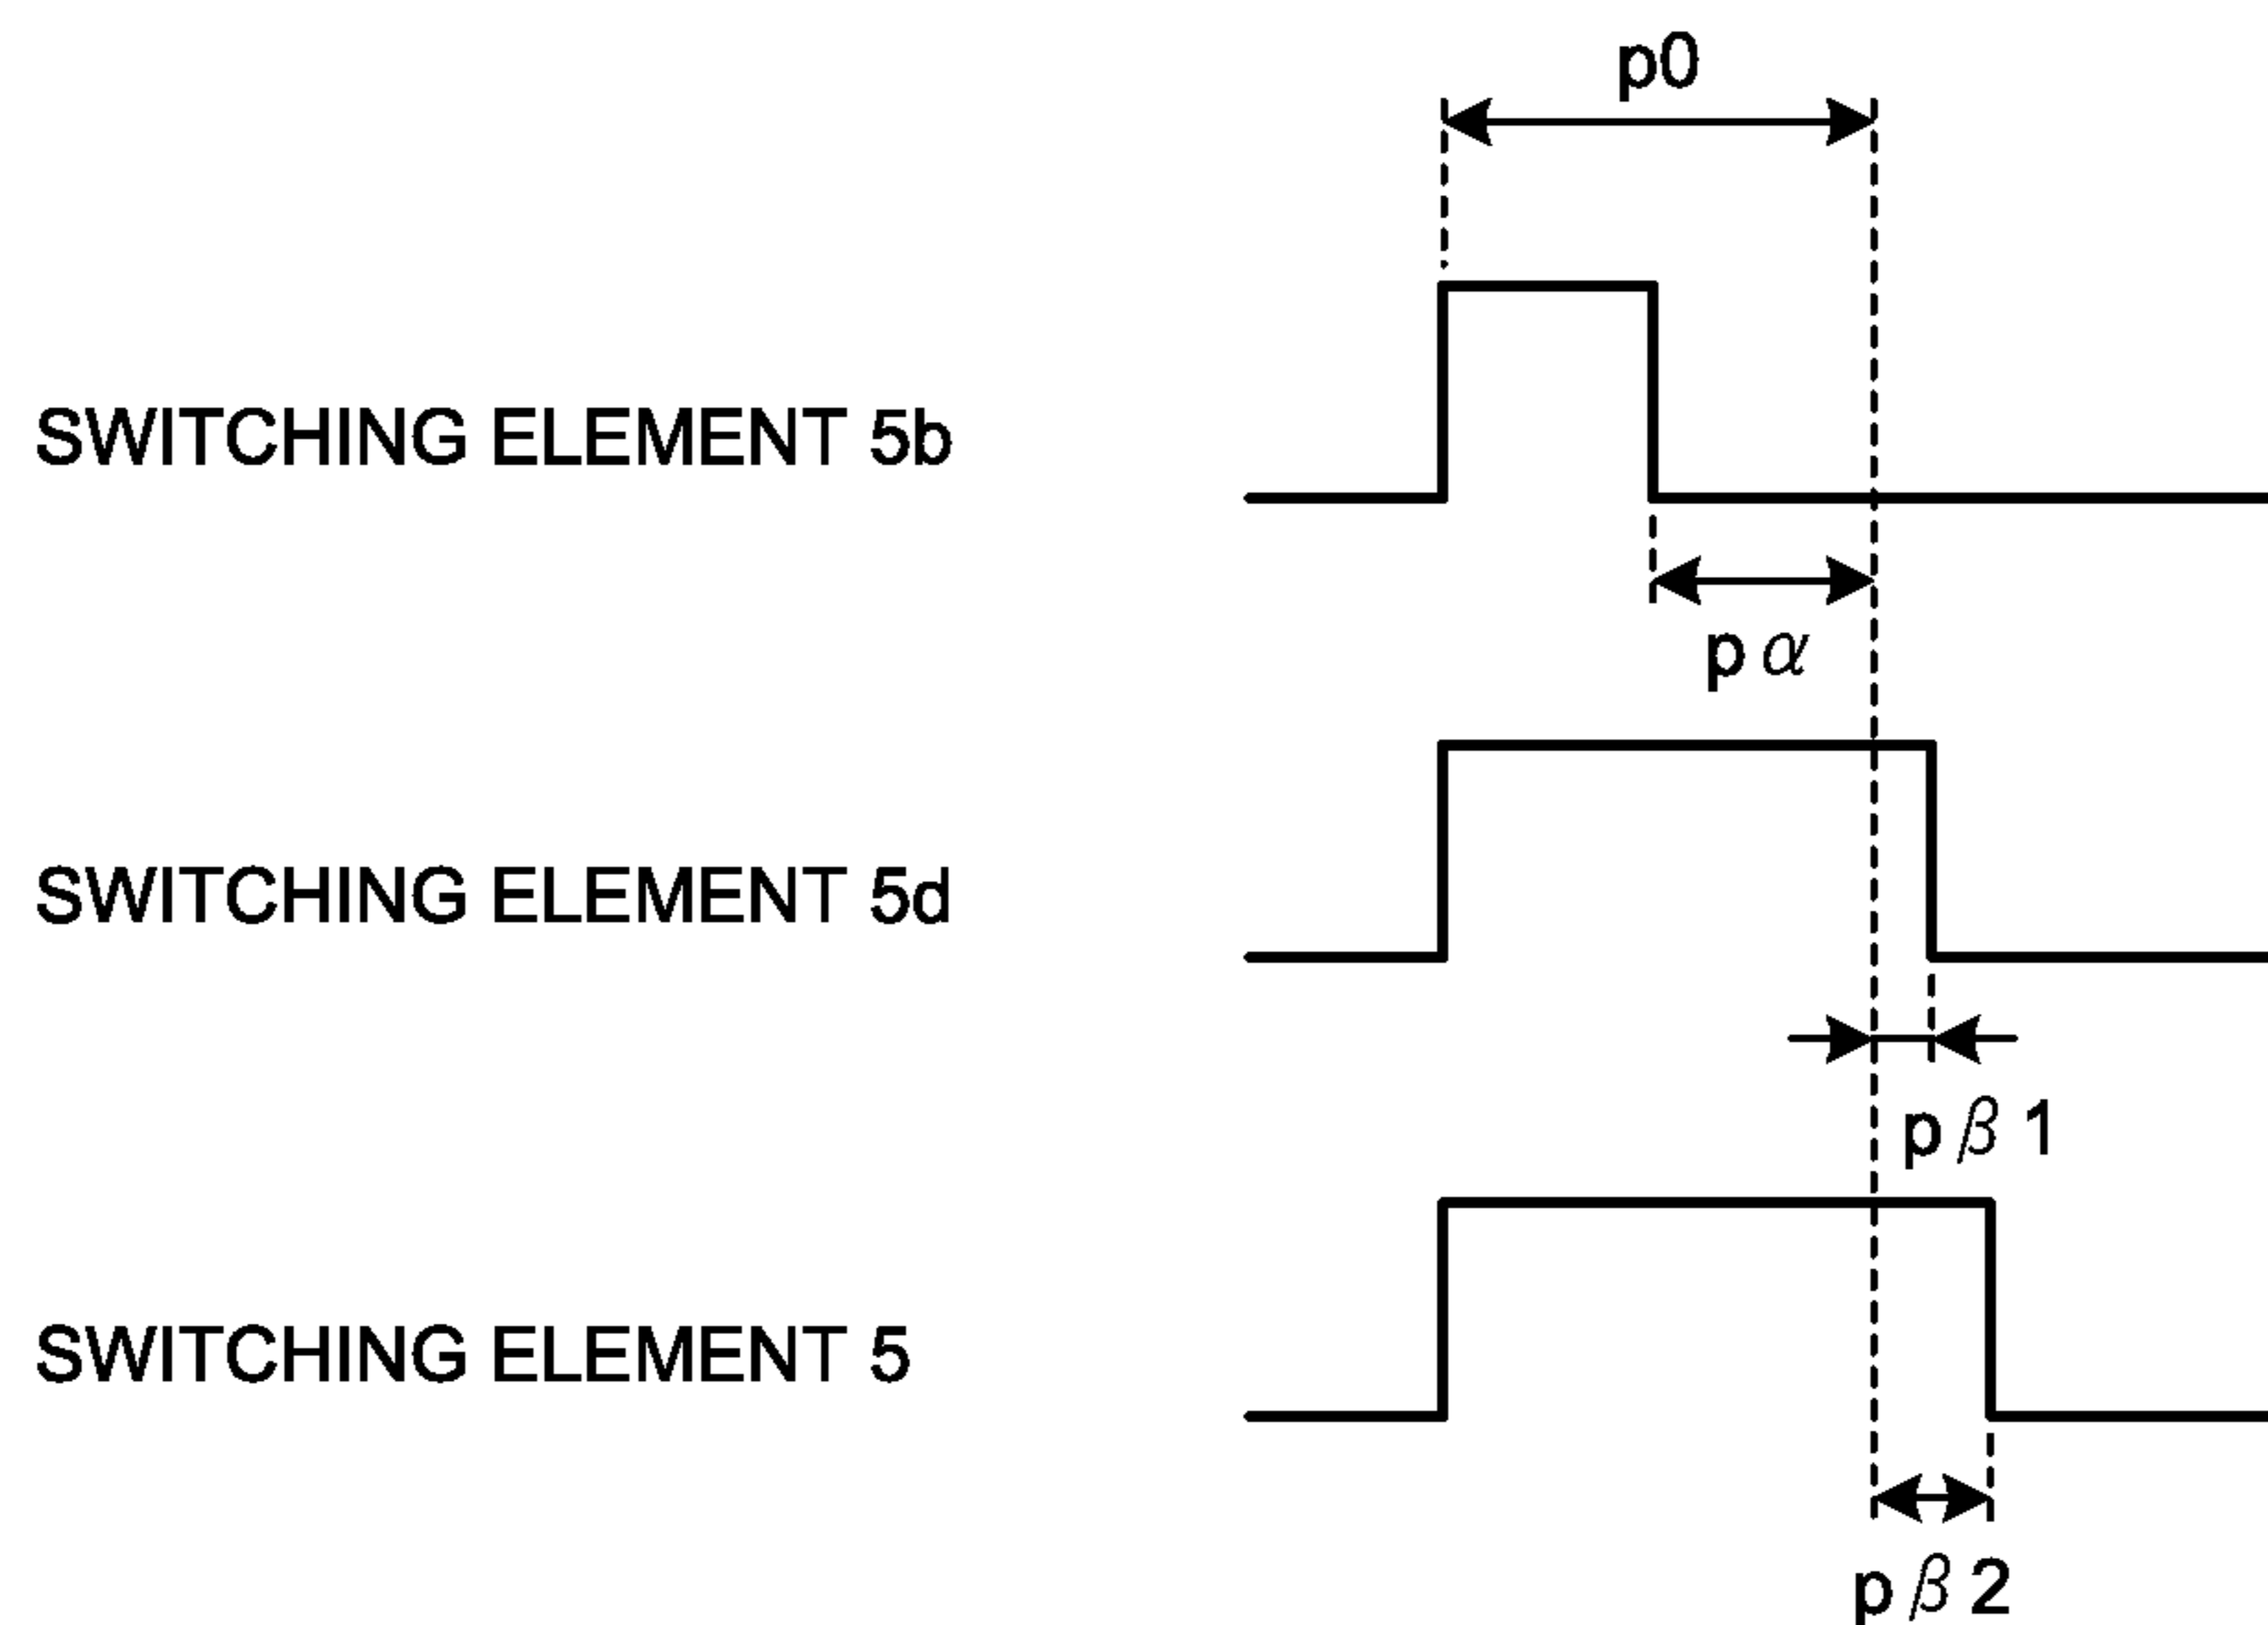 p0
SWITCHING ELEMENT 5b
p α
SWITCHING ELEMENT 5d
p β 1
SWITCHING ELEMENT 5
p β 2